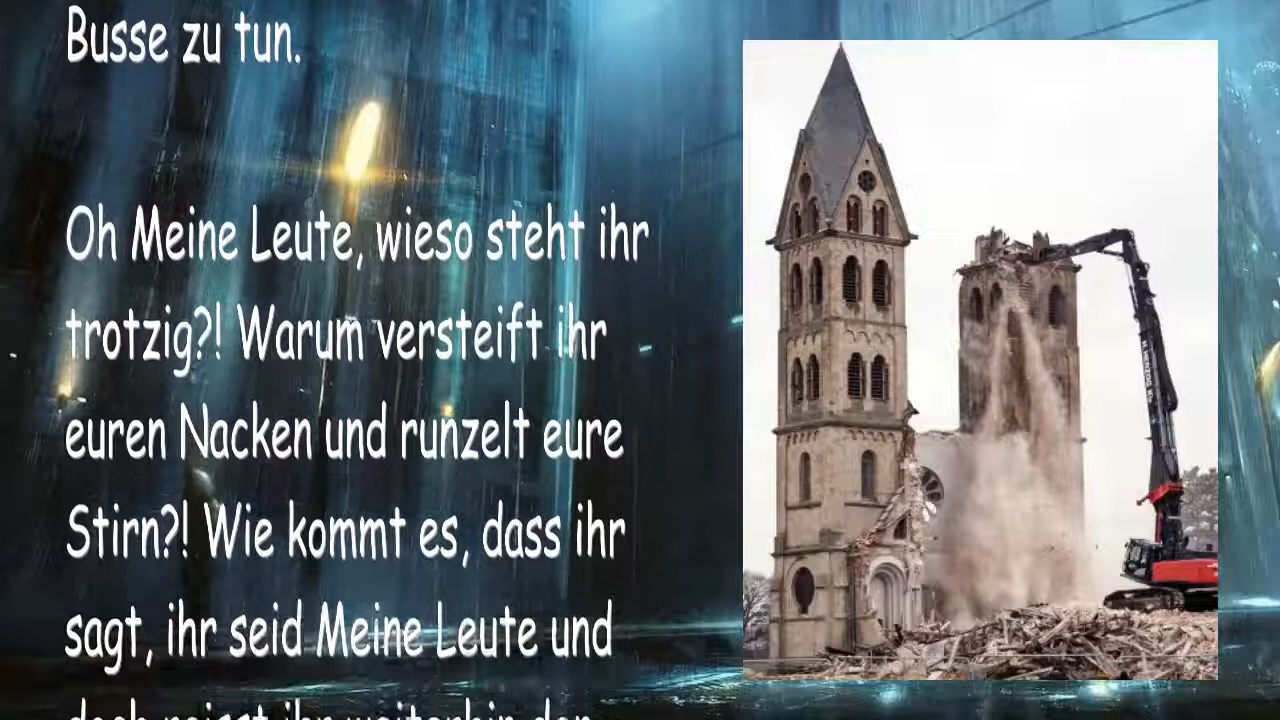 Busse zu tun.
Oh Meine Leute, wieso steht ihr
trotzig?! Warum versteift ihr
euren Nacken und runzelt eure
Stirn?! Wie kommt es, dass ihr
sagt, ihr seid Meine Leute und